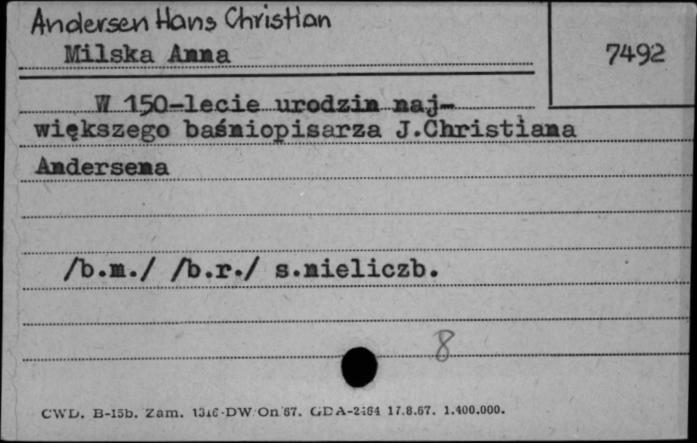 Andersen Hans Christian
Milska Anna
7492
W 150-lecie urodzin naj-
większego baśniopisarza J.Christiana
Andersena
/b.m./ /b.r./ s.nieliczb.
8
CWD. B-15b. Zam. 1316-DW/On/67. GDA-2164 17.8.67. 1.400.000.